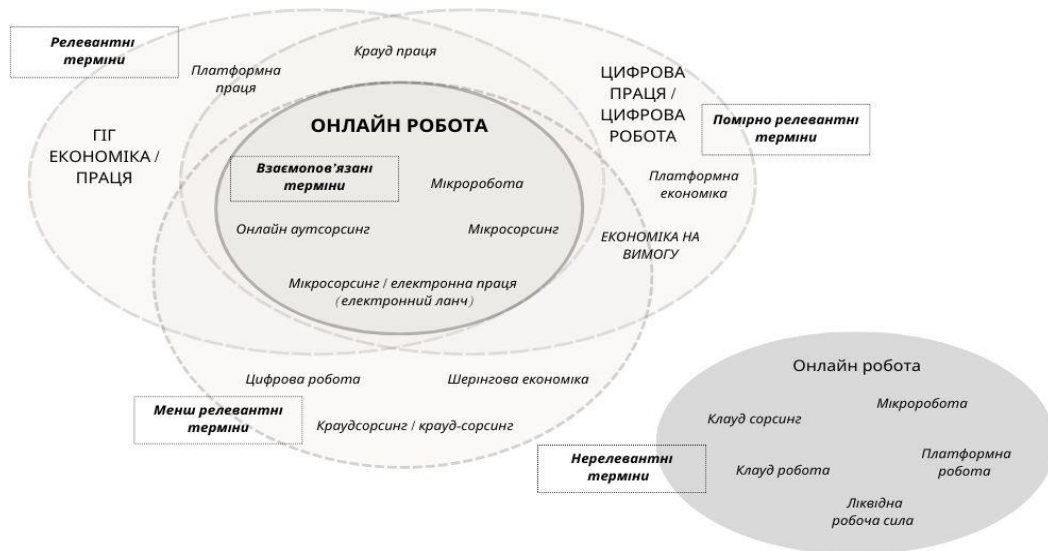 Релевантні
терміни
Крауд праця
Платформна
праця
ЦИФРОВА
ПРАЦЯ /
ЦИФРОВА
РОБОТА
ГІГ
ЕКОНОМІКА /
ПРАЦЯ
ОНЛАЙН РОБОТА
Помірно релевантні
терміни
Взаємопов'язані
терміни
Мікроробота
Платформна
економіка
Онлайн аутсорсинг
Мікросорсинг
ЕКОНОМІКА НА
ВИМОГУ
Мікросорсинг / електронна праця
(електронний ланч)
Цифрова робота
Шерінгова економіка
Менш релевантні
терміни
Краудсорсинг / крауд-сорсинг
Онлайн робота
Мікроробота
Клауд сорсинг
Нерелевантні
терміни
Клауд робота
Платформна
робота
Ліквідна
робоча сила